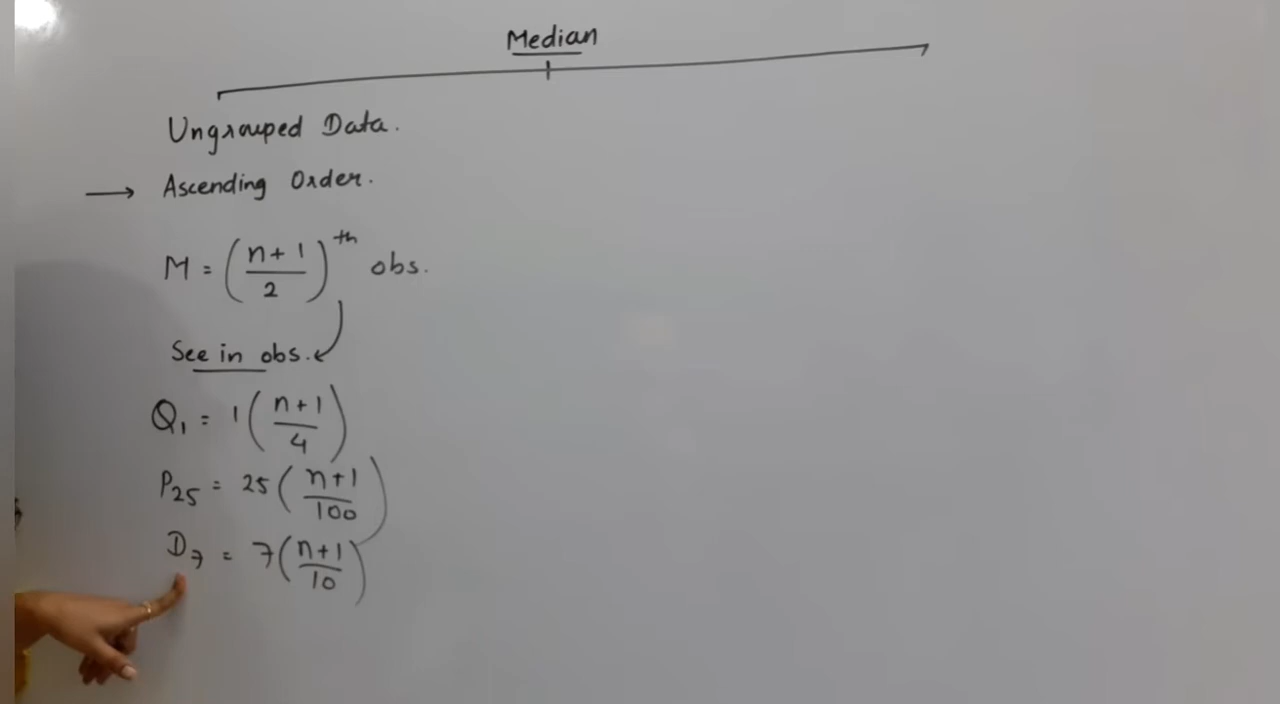 Median
Ungrouped Data.
→ Ascending Order.
M = (n+1/2)th obs.
See in obs.
Q1 = 1(n+1/4)
P25 = 25(n+1/100)
D7 = 7(n+1/10)